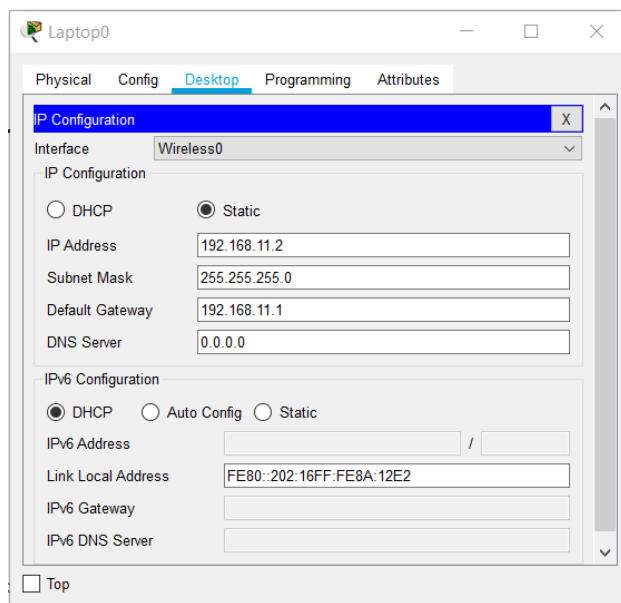 Laptop0
Physical Config Desktop Programming Attributes
IP Configuration X
Interface Wireless0
IP Configuration
DHCP Static
IP Address 192.168.11.2
Subnet Mask 255.255.255.0
Default Gateway 192.168.11.1
DNS Server 0.0.0.0
IPv6 Configuration
DHCP Auto Config Static
IPv6 Address /
Link Local Address FE80::202:16FF:FE8A:12E2
IPv6 Gateway
IPv6 DNS Server
Top